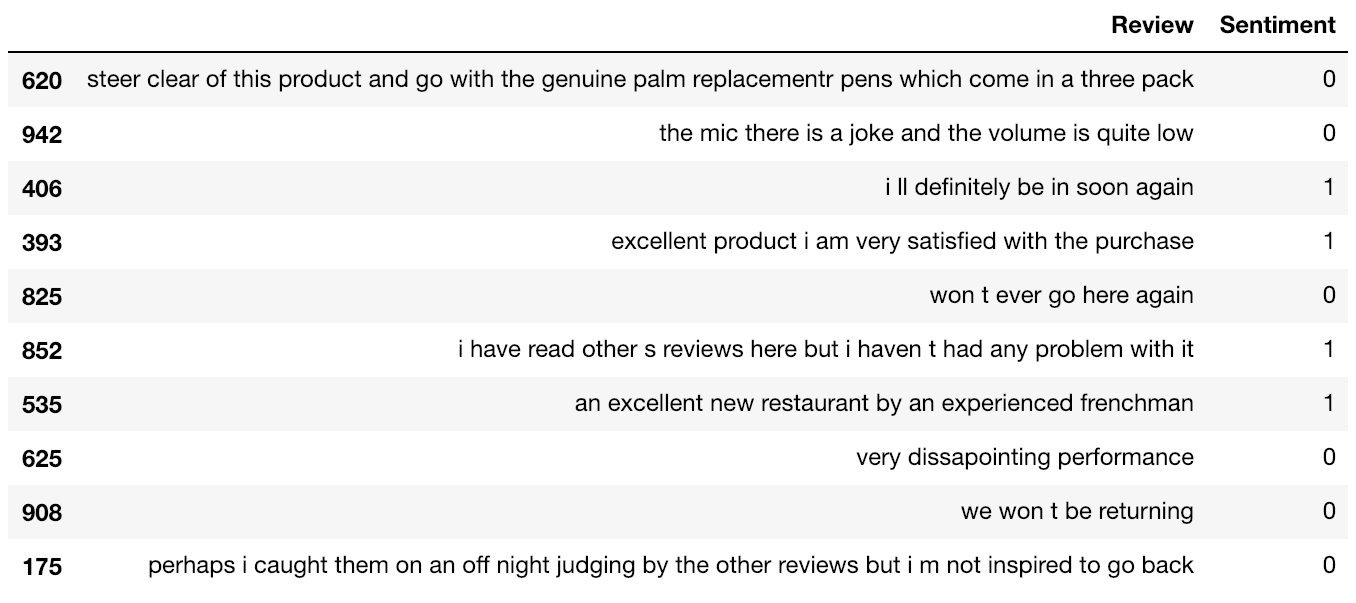 Review Sentiment
620 steer clear of this product and go with the genuine palm replacementr pens which come in a three pack 0
942 the mic there is a joke and the volume is quite low 0
406 i ll definitely be in soon again 1
393 excellent product i am very satisfied with the purchase 1
825 won t ever go here again 0
852 i have read other s reviews here but i haven t had any problem with it 1
535 an excellent new restaurant by an experienced frenchman 1
625 very dissapointing performance 0
908 we won t be returning 0
175 perhaps i caught them on an off night judging by the other reviews but i m not inspired to go back 0